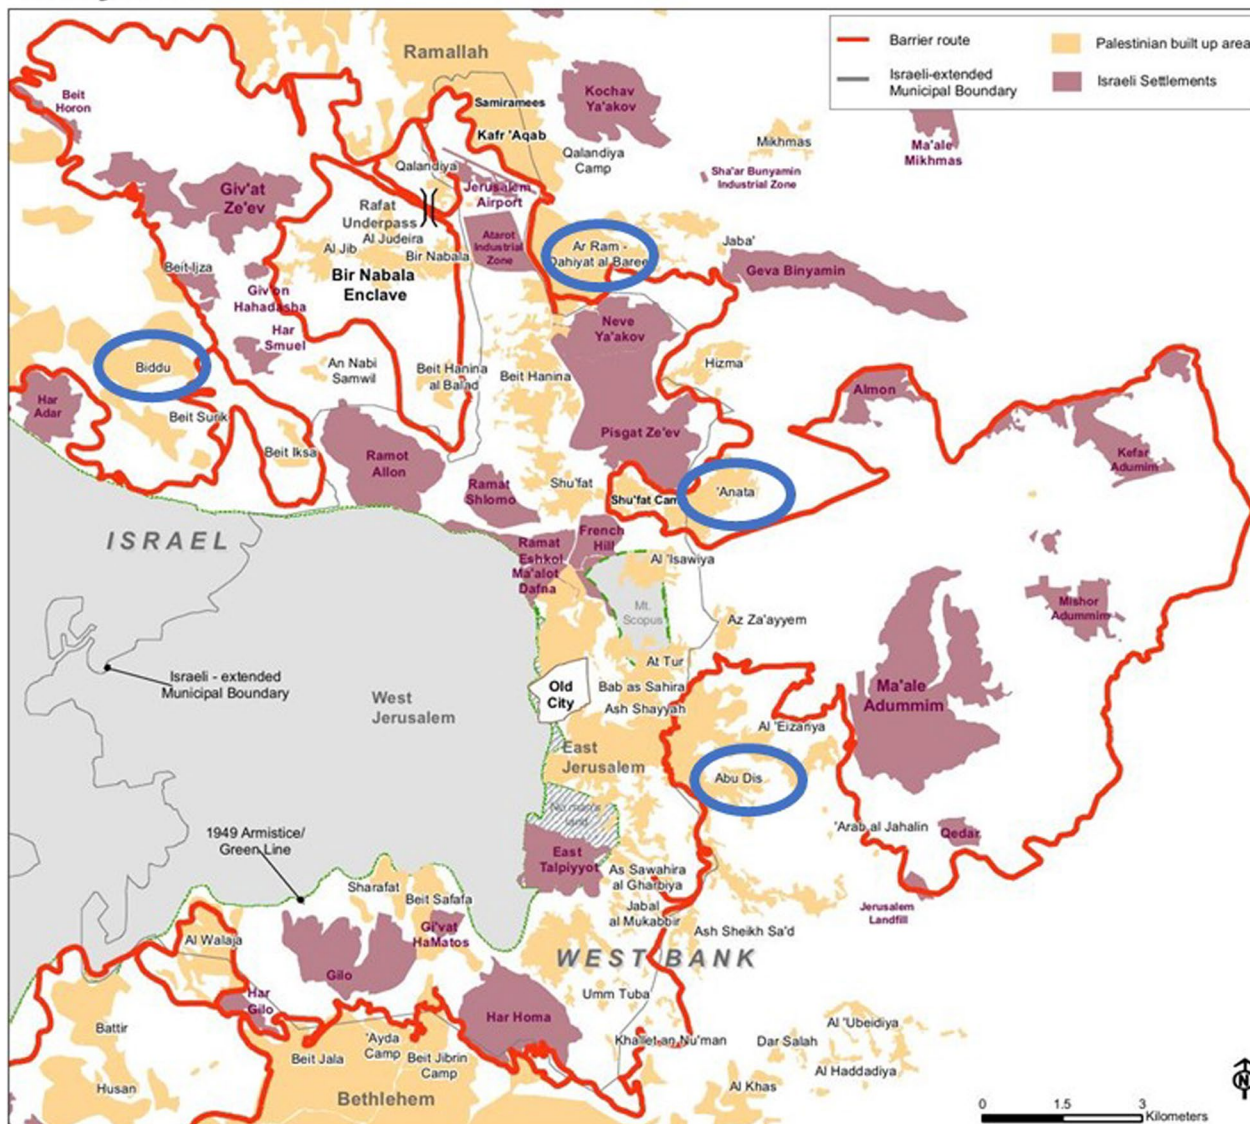 Ramallah
Barrier route
Palestinian built up area
Israeli-extended
Municipal Boundary
Israeli Settlements
Beit
Horon
Samiramees
Kochav
Ya'akov
Kafr 'Aqab
Mikhmas
Ma'ale
Mikhmas
Qalandiya
Camp
Qalandiya
Sha'ar Bunyamin
Industrial Zone
Giv'at
Ze'ev
Jerusalem
Airport
Rafat
Underpass
Atarot
Industrial
Zone
Al Judeira
Al Jib
Bir Nabala
Ar Ram -
Dahiyat al Bareed
Jaba'
Beit Ijza
Bir Nabala
Enclave
Geva Binyamin
Giv'on
Hahadasha
Har
Smuel
Neve
Ya'akov
Biddu
An Nabi
Samwil
Beit Hanina
al Balad
Beit Hanina
Hizma
Har
Adar
Almon
Beit Surik
Beit Iksa
Ramot
Allon
Pisgat Ze'ev
Kefar
Adumim
Ramat
Shlomo
Shu'fat
Shu'fat Cam
'Anata
ISRAEL
Ramat
Eshkol
Ma'alot
Dafna
French
Hill
Al 'Isawiya
Mt.
Scopus
Mishor
Adummim
Az Za'ayyem
Israeli - extended
Municipal Boundary
West
Jerusalem
Old
City
At Tur
Bab as Sahira
Ash Shayyah
Ma'ale
Adummim
Al 'Eizariya
East
Jerusalem
Abu Dis
No man's
land
1949 Armistice/
Green Line
'Arab al Jahalin
Qedar
East
Talpiyyot
As Sawahira
al Gharbiya
Sharafat
Beit Safafa
Jabal
al Mukabbir
Jerusalem
Landfill
Al Walaja
Gi'vat
HaMatos
Ash Sheikh Sa'd
WEST BANK
Gilo
Har
Gilo
Umm Tuba
Har Homa
Battir
'Ayda
Camp
Beit Jala
Beit Jibrin
Camp
Khallet an Nu'man
Dar Salah
Al 'Ubeidiya
Al Haddadiya
Husan
Bethlehem
Al Khas
N
0 1.5 3
Kilometers